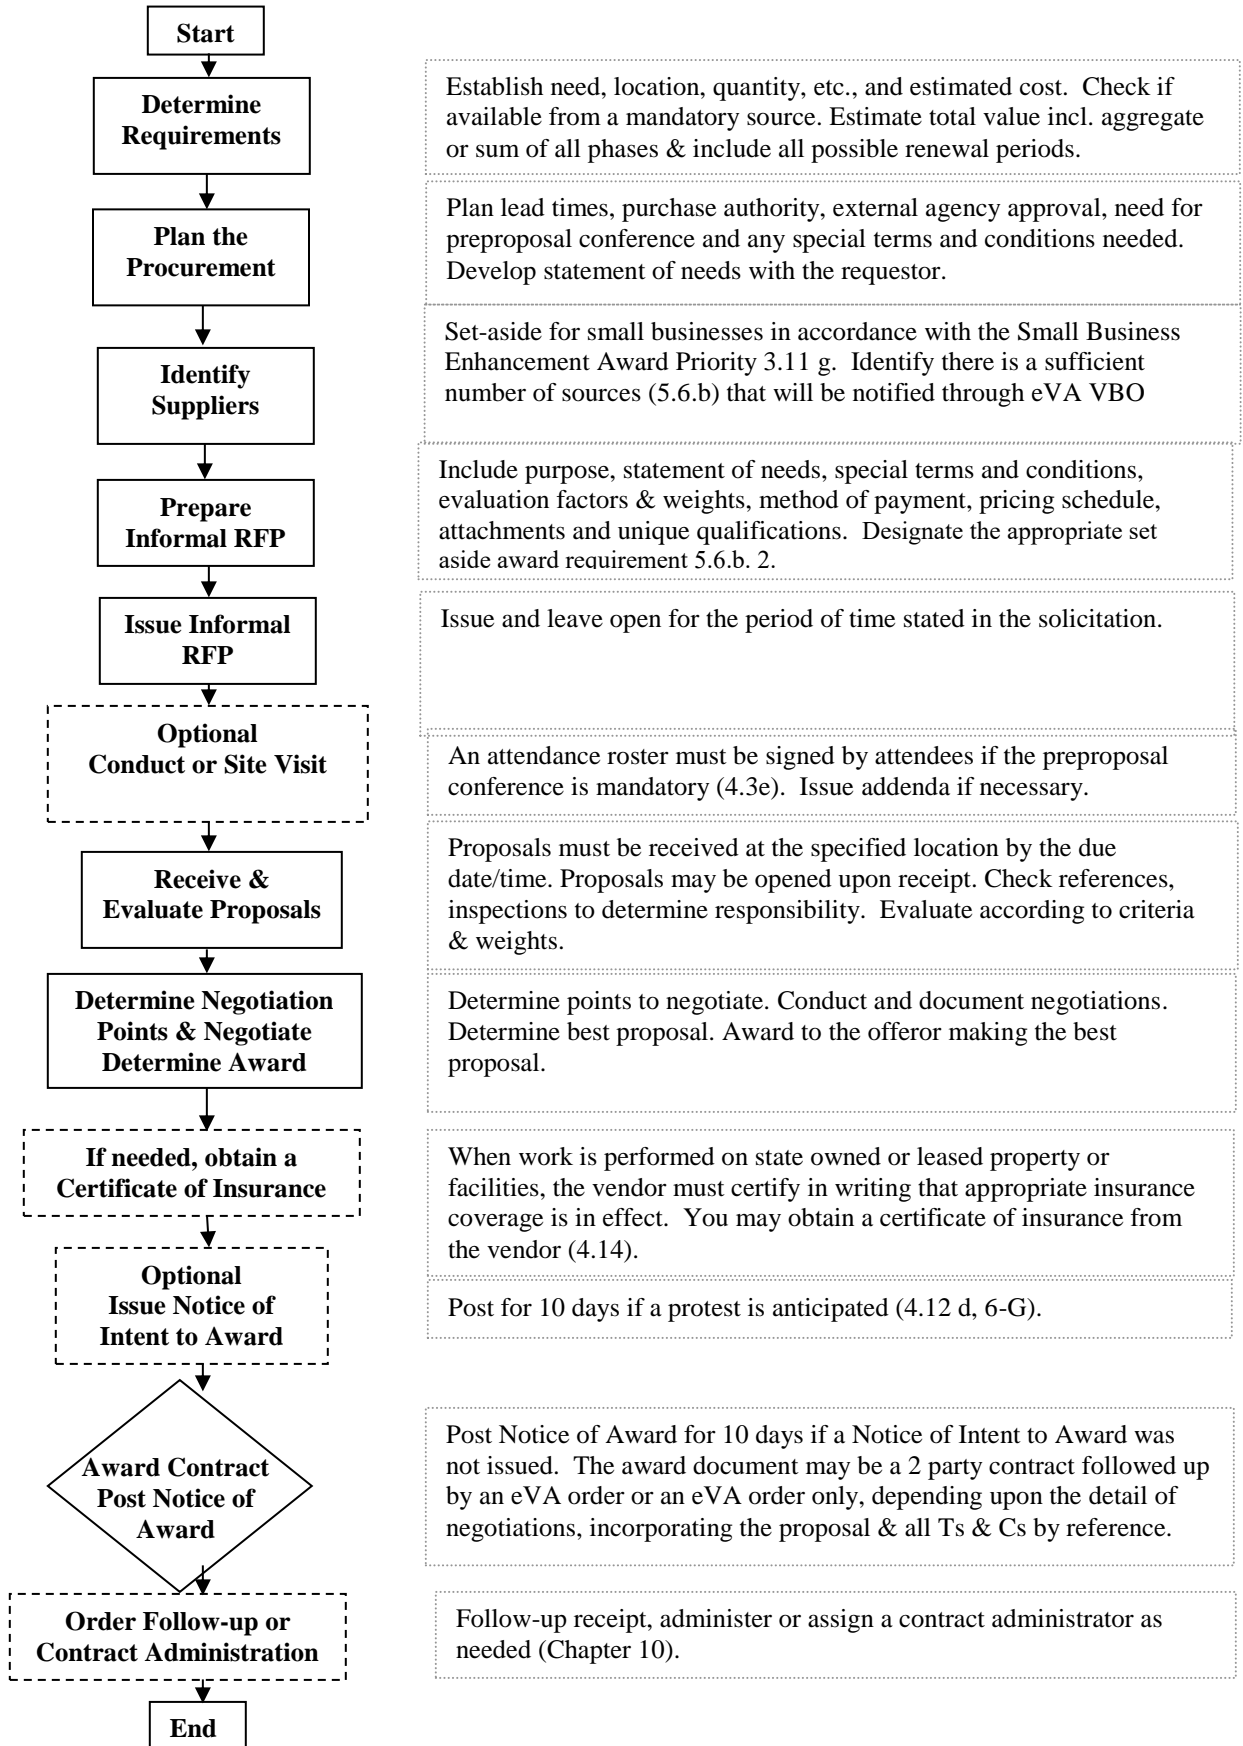 Start
Determine
Requirements
Establish need, location, quantity, etc., and estimated cost.  Check if
available from a mandatory source. Estimate total value incl. aggregate
or sum of all phases & include all possible renewal periods.
Plan the
Procurement
Plan lead times, purchase authority, external agency approval, need for
preproposal conference and any special terms and conditions needed.
Develop statement of needs with the requestor.
Identify
Suppliers
Set-aside for small businesses in accordance with the Small Business
Enhancement Award Priority 3.11 g.  Identify there is a sufficient
number of sources (5.6.b) that will be notified through eVA VBO
Prepare
Informal RFP
Include purpose, statement of needs, special terms and conditions,
evaluation factors & weights, method of payment, pricing schedule,
attachments and unique qualifications.  Designate the appropriate set
aside award requirement 5.6.b. 2.
Issue Informal
RFP
Issue and leave open for the period of time stated in the solicitation.
Optional
Conduct or Site Visit
An attendance roster must be signed by attendees if the preproposal
conference is mandatory (4.3e).  Issue addenda if necessary.
Receive &
Evaluate Proposals
Proposals must be received at the specified location by the due
date/time. Proposals may be opened upon receipt. Check references,
inspections to determine responsibility.  Evaluate according to criteria
& weights.
Determine Negotiation
Points & Negotiate
Determine Award
Determine points to negotiate. Conduct and document negotiations.
Determine best proposal. Award to the offeror making the best
proposal.
If needed, obtain a
Certificate of Insurance
When work is performed on state owned or leased property or
facilities, the vendor must certify in writing that appropriate insurance
coverage is in effect.  You may obtain a certificate of insurance from
the vendor (4.14).
Optional
Issue Notice of
Intent to Award
Post for 10 days if a protest is anticipated (4.12 d, 6-G).
Award Contract
Post Notice of
Award
Post Notice of Award for 10 days if a Notice of Intent to Award was
not issued.  The award document may be a 2 party contract followed up
by an eVA order or an eVA order only, depending upon the detail of
negotiations, incorporating the proposal & all Ts & Cs by reference.
Order Follow-up or
Contract Administration
Follow-up receipt, administer or assign a contract administrator as
needed (Chapter 10).
End